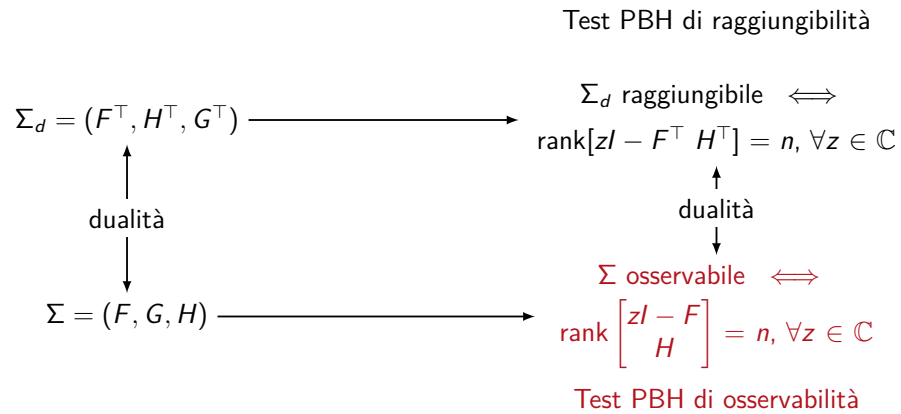 Test PBH di raggiungibilità
Σ_d raggiungibile ⟺
Σ_d = (F^⊤, H^⊤, G^⊤)
rank[zI − F^⊤ H^⊤] = n, ∀z ∈ ℂ
dualità
dualità
Σ osservabile ⟺
Σ = (F, G, H)
rank [zI − F
H] = n, ∀z ∈ ℂ
Test PBH di osservabilità